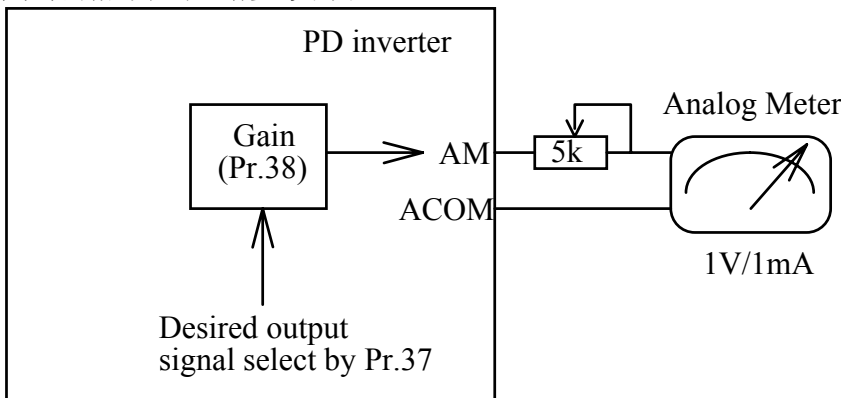 PD inverter
Analog Meter
Gain
(Pr.38)
AM
5k
ACOM
1V/1mA
Desired output
signal select by Pr.37